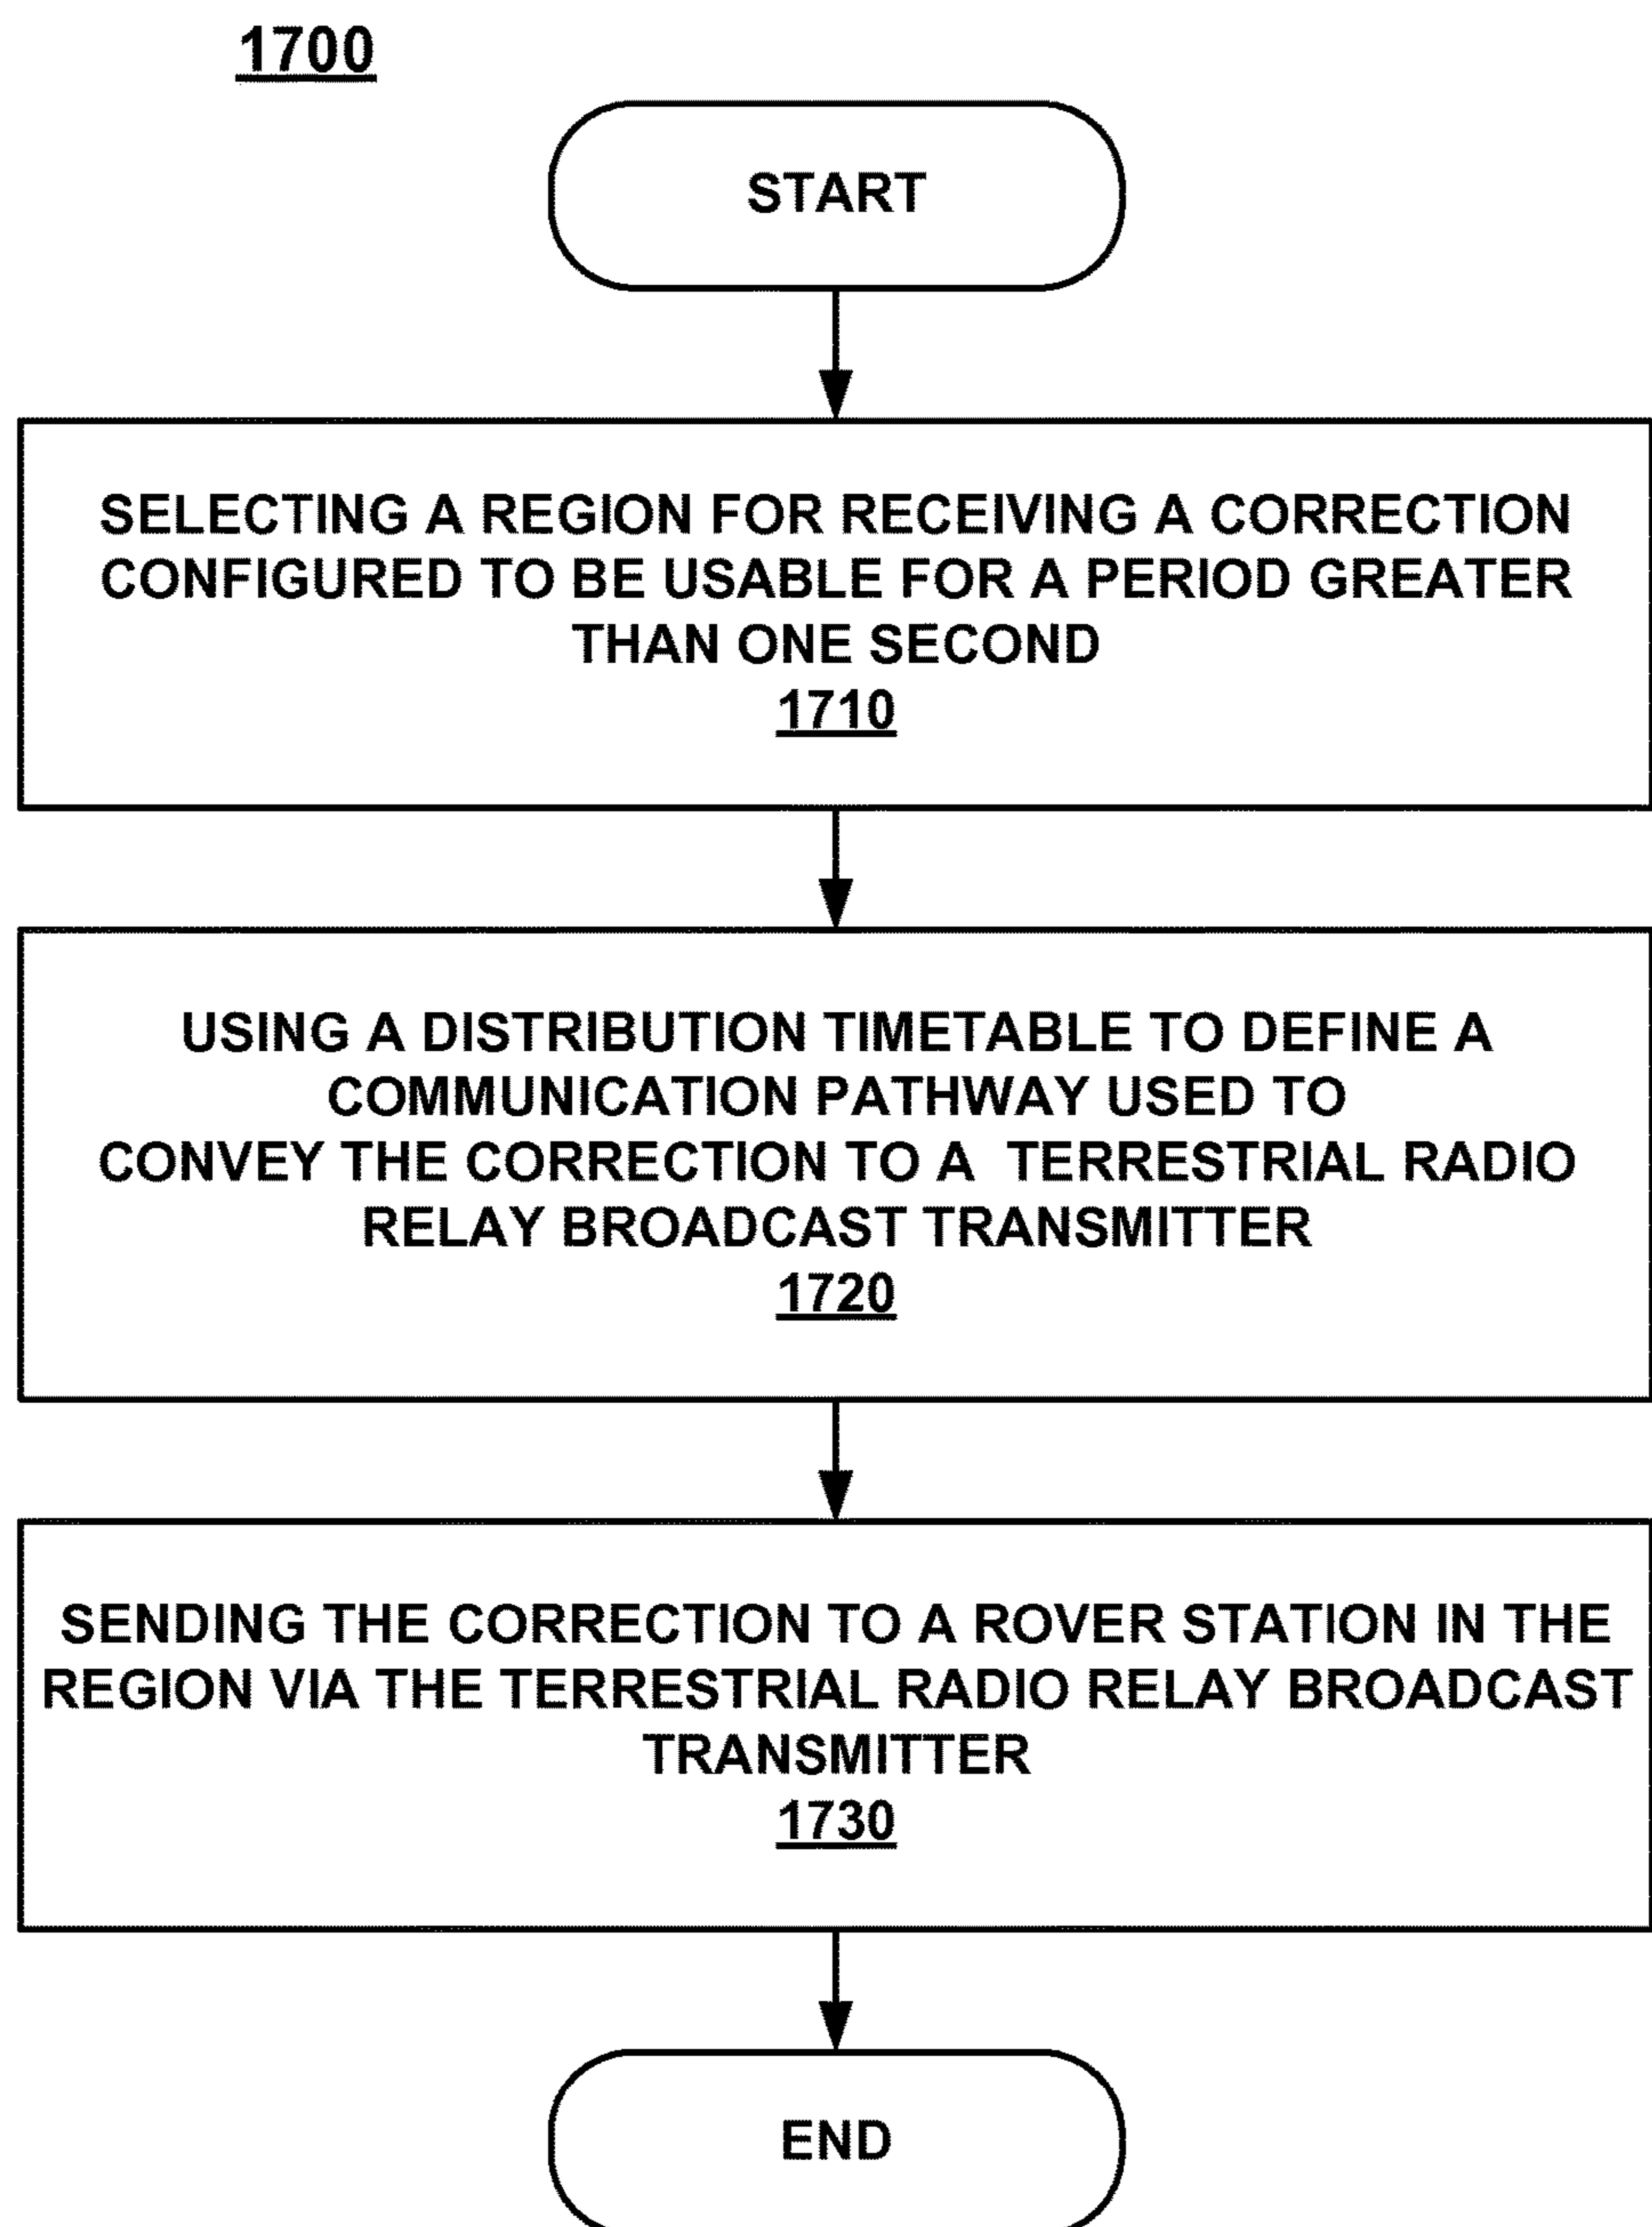 1700
START
SELECTING A REGION FOR RECEIVING A CORRECTION
CONFIGURED TO BE USABLE FOR A PERIOD GREATER
THAN ONE SECOND
1710
USING A DISTRIBUTION TIMETABLE TO DEFINE A
COMMUNICATION PATHWAY USED TO
CONVEY THE CORRECTION TO A TERRESTRIAL RADIO
RELAY BROADCAST TRANSMITTER
1720
SENDING THE CORRECTION TO A ROVER STATION IN THE
REGION VIA THE TERRESTRIAL RADIO RELAY BROADCAST
TRANSMITTER
1730
END